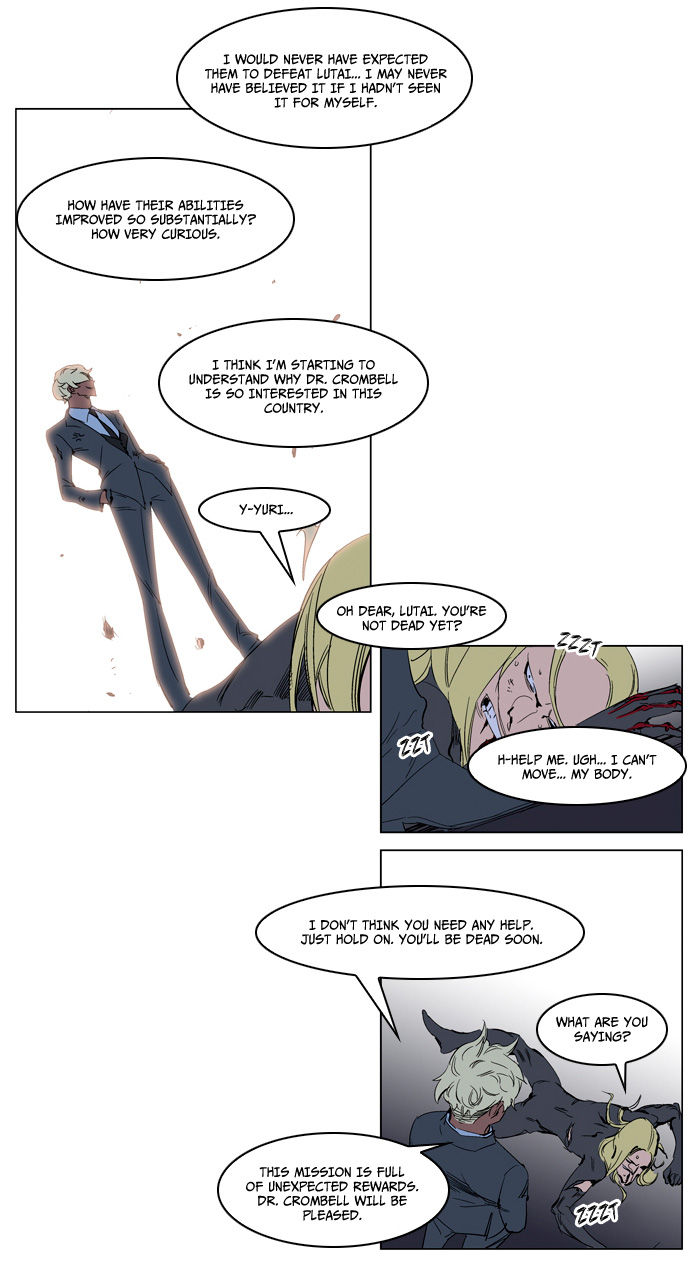 I WOULD NEVER HAVE EXPECTED
THEM TO DEFEAT LUTAI... I MAY NEVER
HAVE BELIEVED IT IF I HADN'T SEEN
IT FOR MYSELF.
HOW HAVE THEIR ABILITIES
IMPROVED SO SUBSTANTIALLY?
HOW VERY CURIOUS.
I THINK I'M STARTING TO
UNDERSTAND WHY DR. CROMBELL
IS SO INTERESTED IN THIS
COUNTRY.
Y-YURI...
OH DEAR, LUTAI. YOU'RE
NOT DEAD YET?
ZZZT
ZZT
H-HELP ME. UGH... I CAN'T
MOVE... MY BODY.
I DON'T THINK YOU NEED ANY HELP.
JUST HOLD ON. YOU'LL BE DEAD SOON.
WHAT ARE YOU
SAYING?
THIS MISSION IS FULL
OF UNEXPECTED REWARDS.
DR. CROMBELL WILL BE
PLEASED.
ZZZT